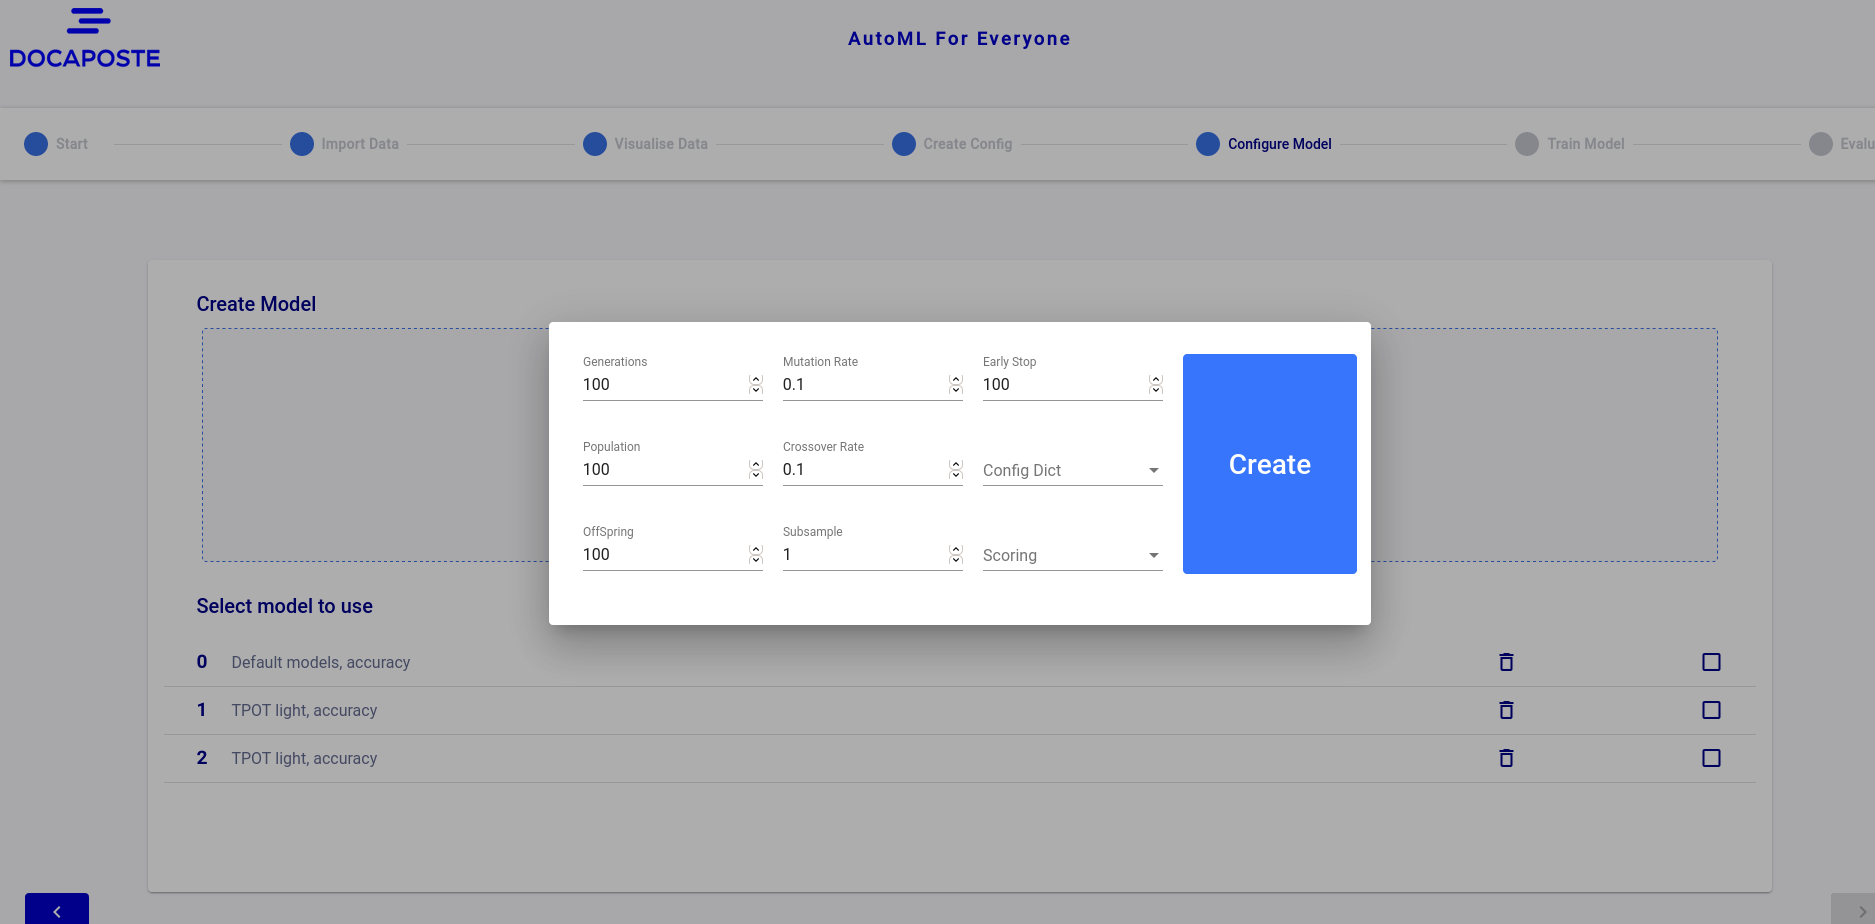 DOCAPOSTE
AutoML For Everyone
Start
Import Data
Visualise Data
Create Config
Configure Model
Train Model
Evalu
Create Model
Generations
100
Mutation Rate
0.1
Early Stop
100
Population
100
Crossover Rate
0.1
Config Dict
OffSpring
100
Subsample
1
Scoring
Create
Select model to use
0 Default models, accuracy
1 TPOT light, accuracy
2 TPOT light, accuracy